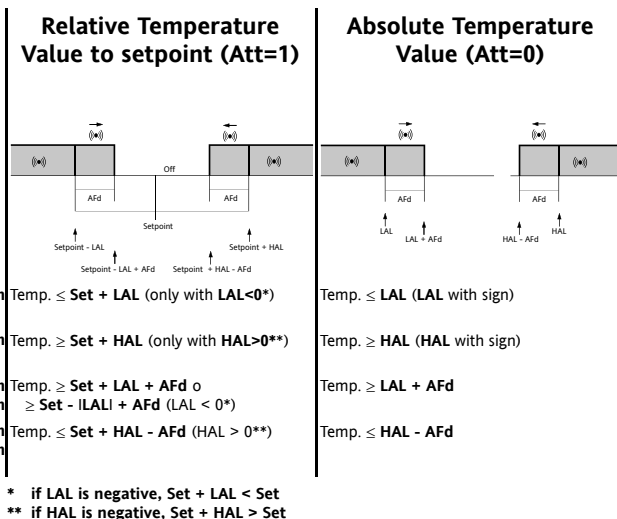 Relative Temperature
Value to setpoint (Att=1)
Absolute Temperature
Value (Att=0)
Off
AFd
AFd
Setpoint
Setpoint - LAL
Setpoint + HAL
Setpoint - LAL + AFd
Setpoint + HAL - AFd
AFd
AFd
LAL
LAL + AFd
HAL - AFd
HAL
Temp. ≤ Set + LAL (only with LAL<0*)
Temp. ≤ LAL (LAL with sign)
Temp. ≥ Set + HAL (only with HAL>0**)
Temp. ≥ HAL (HAL with sign)
Temp. ≥ Set + LAL + AFd o
≥ Set - lLALl + AFd (LAL < 0*)
Temp. ≥ LAL + AFd
Temp. ≤ Set + HAL - AFd (HAL > 0**)
Temp. ≤ HAL - AFd
* if LAL is negative, Set + LAL < Set
** if HAL is negative, Set + HAL > Set